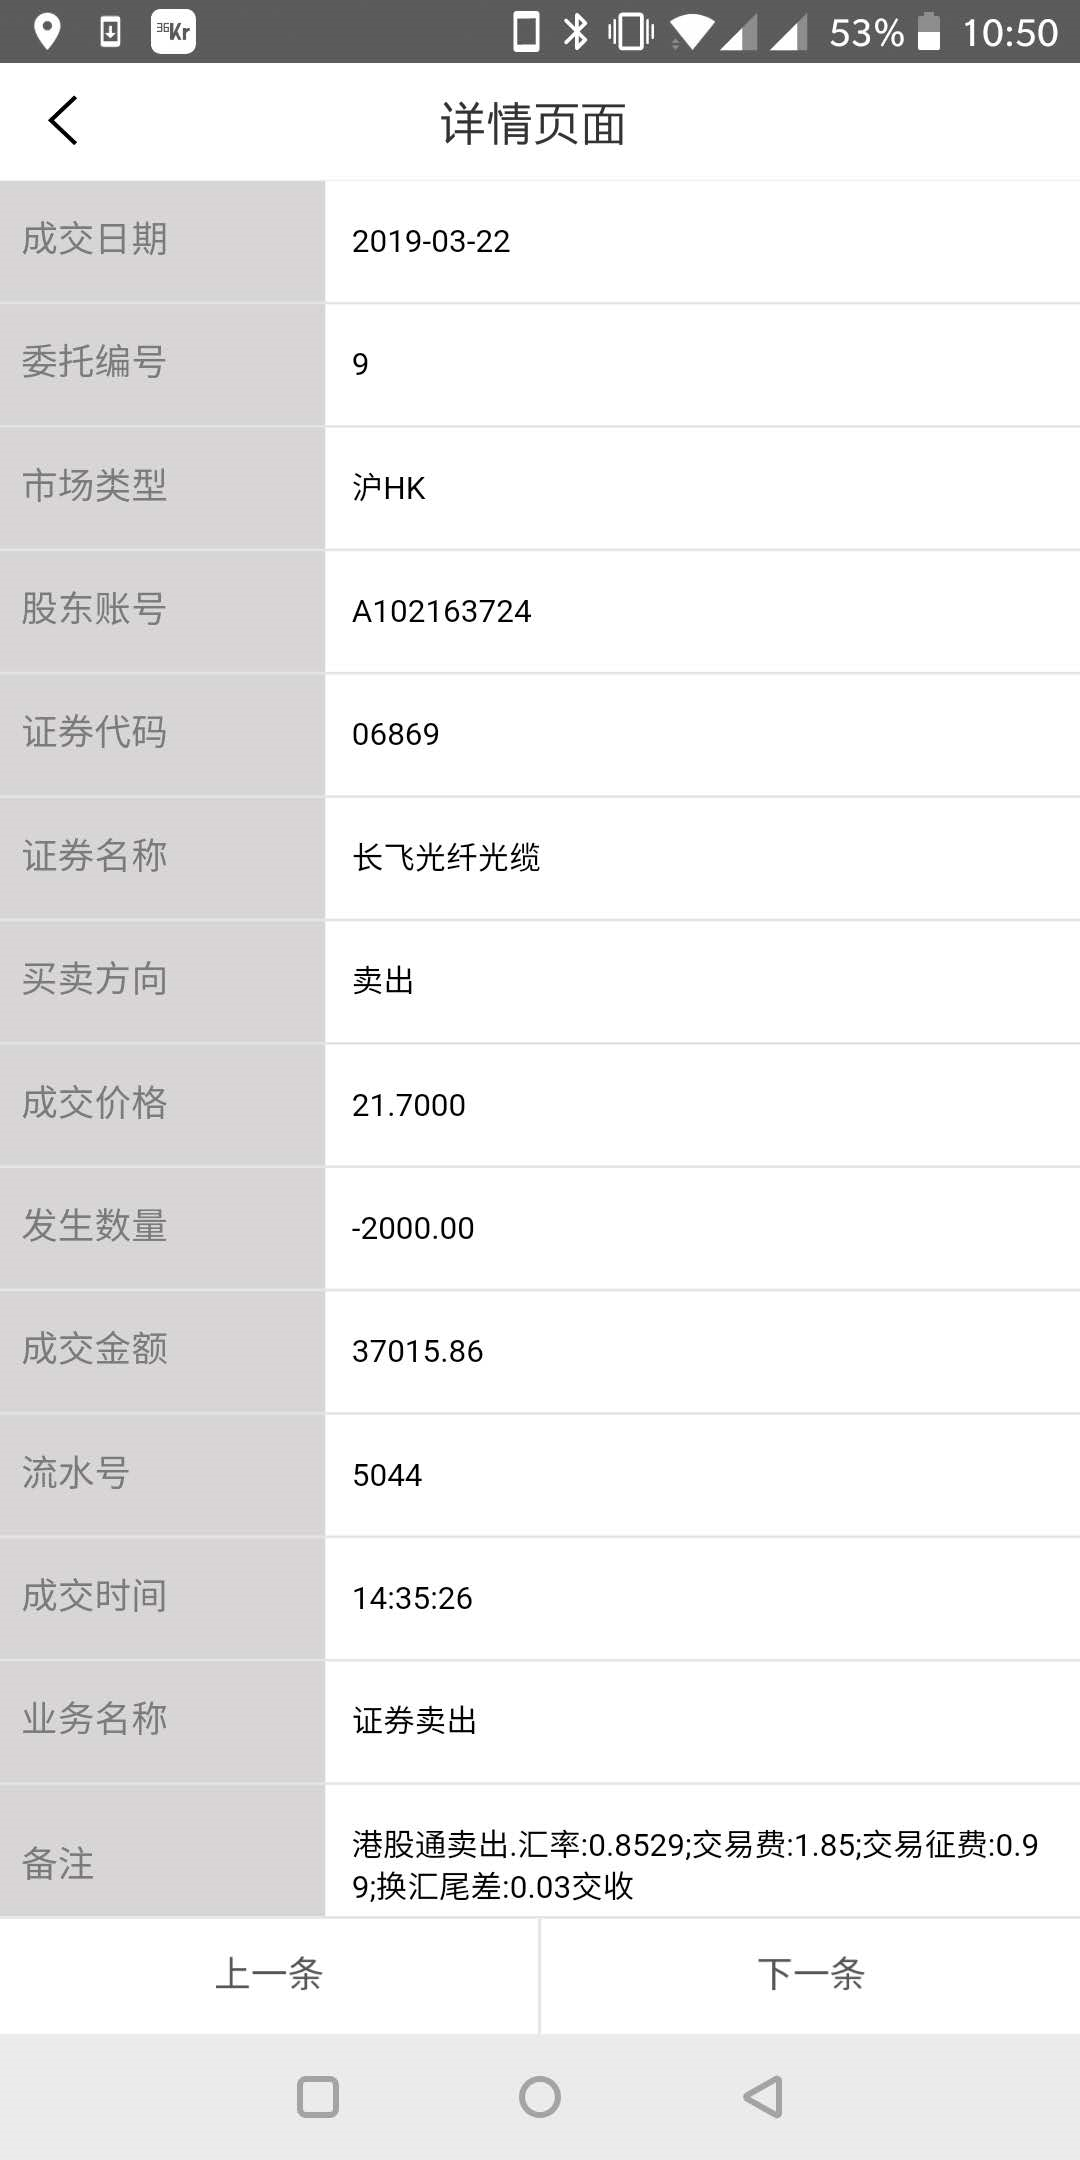 36Kr 53% 10:50
详情页面
成交日期 2019-03-22
委托编号 9
市场类型 沪HK
股东账号 A102163724
证券代码 06869
证券名称 长飞光纤光缆
买卖方向 卖出
成交价格 21.7000
发生数量 -2000.00
成交金额 37015.86
流水号 5044
成交时间 14:35:26
业务名称 证券卖出
备注 港股通卖出.汇率:0.8529;交易费:1.85;交易征费:0.9
9;换汇尾差:0.03交收
上一条 下一条